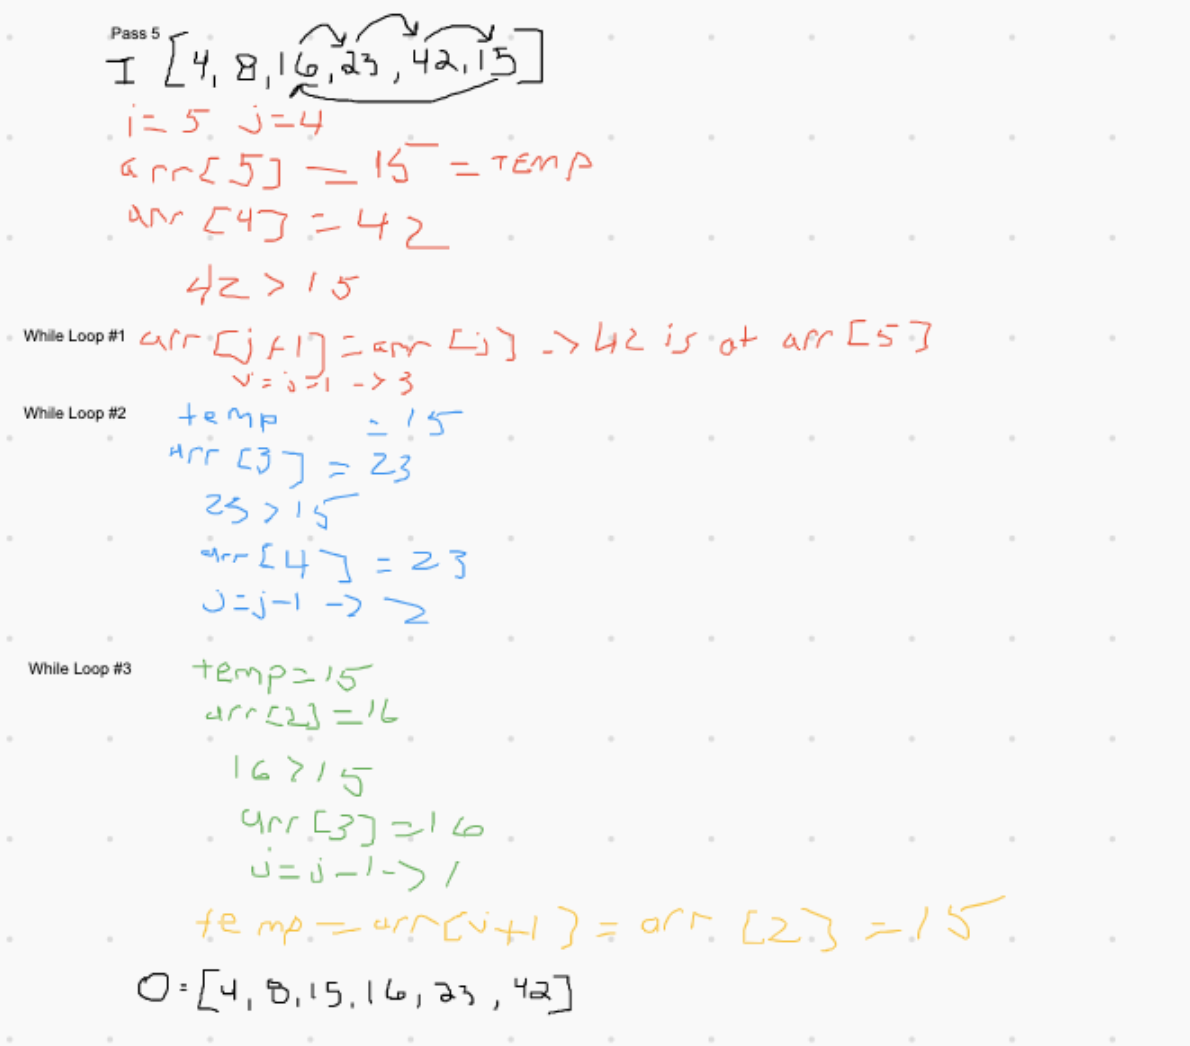 Pass 5
I [4, 8, 16, 23, 42, 15]
i = 5 j=4
arr[5] = 15 = TEMP
arr [4] = 42
42 > 15
While Loop #1 arr[j+1] = arr [j] -> 42 is at arr [5]
j = j-1 -> 3
While Loop #2 temp = 15
arr [3] = 23
23 > 15
arr [4] = 23
j=j-1 -> 2
While Loop #3 temp=15
arr[2] = 16
16 > 15
arr [3] = 16
j = j-1 -> 1
temp = arr[j+1] = arr [2] = 15
O = [4, 8, 15, 16, 23, 42]